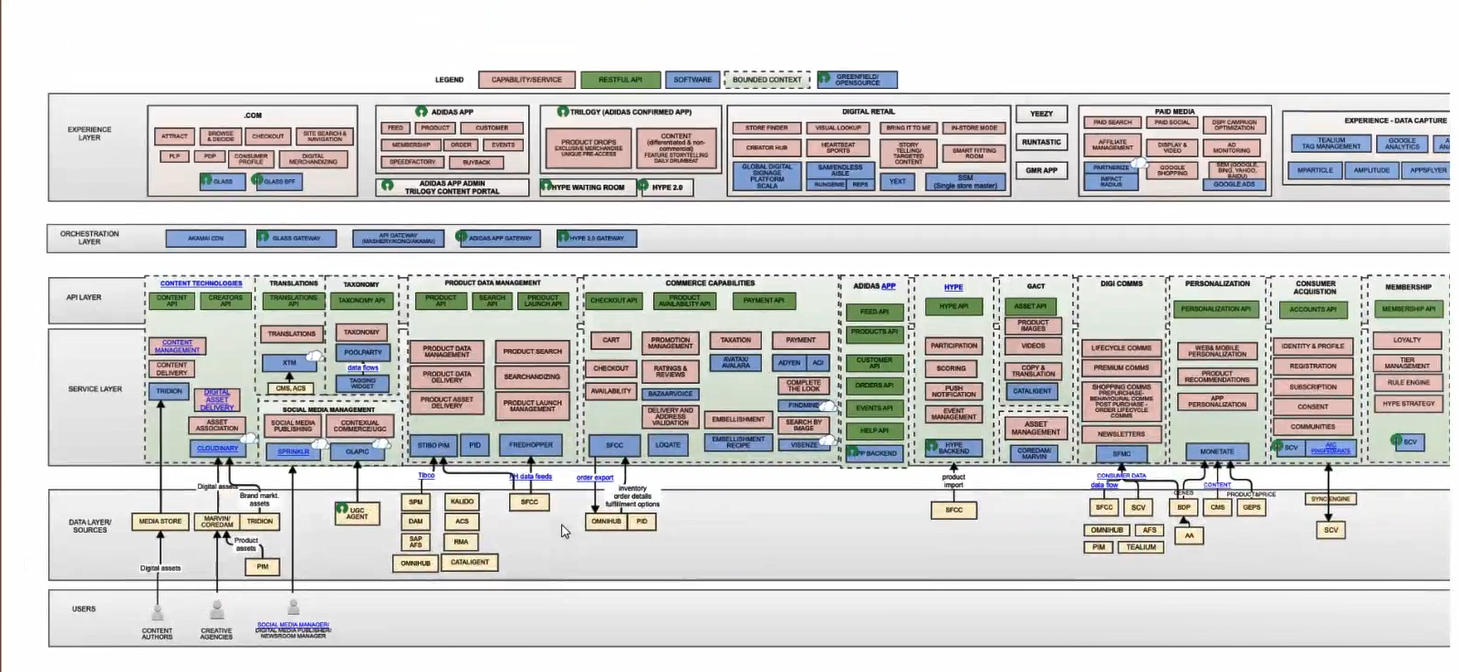 LEGEND
CAPABILITY/SERVICE
RESTFUL API
SOFTWARE
BOUNDED CONTEXT
GREENFIELD/
OPENSOURCE
EXPERIENCE
LAYER
.COM
ATTRACT
BROWSE
& DECIDE
CHECKOUT
SITE SEARCH &
NAVIGATION
PLP
PDP
CONSUMER
PROFILE
DIGITAL
MERCHANDIZING
GLASS
GLASS BFF
ADIDAS APP
FEED
PRODUCT
CUSTOMER
MEMBERSHIP
ORDER
EVENTS
SPEEDFACTORY
BUYBACK
ADIDAS APP ADMIN
TRILOGY CONTENT PORTAL
TRILOGY (ADIDAS CONFIRMED APP)
PRODUCT DROPS
EXCLUSIVE MERCHANDISE
UNIQUE PRE-ACCESS
CONTENT
(differentiated & non-
commercial)
FEATURE STORYTELLING
DAILY DRUMBEAT
HYPE WAITING ROOM
HYPE 2.0
DIGITAL RETAIL
STORE FINDER
VISUAL LOOKUP
BRING IT TO ME
IN-STORE MODE
CREATOR HUB
HEARTBEAT
SPORTS
STORY
TELLING/
TARGETED
CONTENT
SMART FITTING
ROOM
GLOBAL DIGITAL
SIGNAGE
PLATFORM
SCALA
SAM/ENDLESS
AISLE
RUNGENIE
REPS
YEXT
SSM
(Single store master)
YEEZY
RUNTASTIC
GMR APP
PAID MEDIA
PAID SEARCH
PAID SOCIAL
DSP/ CAMPAIGN
OPTIMIZATION
AFFILIATE
MANAGEMENT
DISPLAY &
VIDEO
AD
MONITORING
PARTNERIZE
IMPACT
RADIUS
GOOGLE
SHOPPING
SEM (GOOGLE,
BING, YAHOO,
BAIDU)
GOOGLE ADS
EXPERIENCE - DATA CAPTURE
TEALIUM
TAG MANAGEMENT
GOOGLE
ANALYTICS
MPARTICLE
AMPLITUDE
APPSFLYER
ORCHESTRATION
LAYER
AKAMAI CDN
GLASS GATEWAY
API GATEWAY
(MASHERY/KONG/AKAMAI)
ADIDAS APP GATEWAY
HYPE 2.0 GATEWAY
API LAYER
CONTENT TECHNOLOGIES
CONTENT
API
CREATORS
API
TRANSLATIONS
TRANSLATIONS
API
TAXONOMY
TAXONOMY API
PRODUCT DATA MANAGEMENT
PRODUCT
API
SEARCH
API
PRODUCT
LAUNCH API
COMMERCE CAPABILITIES
CHECKOUT API
PRODUCT
AVAILABILITY API
PAYMENT API
ADIDAS APP
FEED API
PRODUCTS API
CUSTOMER
API
ORDERS API
EVENTS API
HELP API
APP BACKEND
HYPE
HYPE API
GACT
ASSET API
DIGI COMMS
PERSONALIZATION
PERSONALIZATION API
CONSUMER
ACQUISTION
ACCOUNTS API
MEMBERSHIP
MEMBERSHIP API
SERVICE LAYER
CONTENT
MANAGEMENT
CONTENT
DELIVERY
TRIDION
DIGITAL
ASSET
DELIVERY
ASSET
ASSOCIATION
CLOUDINARY
TRANSLATIONS
XTM
CMS, ACS
TAXONOMY
POOLPARTY
data flows
TAGGING
WIDGET
SOCIAL MEDIA MANAGEMENT
SOCIAL MEDIA
PUBLISHING
CONTEXUAL
COMMERCE/UGC
SPRINKLR
OLAPIC
PRODUCT DATA
MANAGEMENT
PRODUCT SEARCH
PRODUCT DATA
DELIVERY
SEARCHANDIZING
PRODUCT ASSET
DELIVERY
PRODUCT LAUNCH
MANAGEMENT
STIBO PIM
PID
FREDHOPPER
CART
PROMOTION
MANAGEMENT
TAXATION
PAYMENT
CHECKOUT
RATINGS &
REVIEWS
AVATAX/
AVALARA
ADYEN
ACI
AVAILABILITY
BAZAARVOICE
COMPLETE
THE LOOK
FINDMINE
DELIVERY AND
ADDRESS
VALIDATION
EMBELLISHMENT
SEARCH BY
IMAGE
SFCC
LOQATE
EMBELLISHMENT
RECIPE
VISENZE
PARTICIPATION
SCORING
PUSH
NOTIFICATION
EVENT
MANAGEMENT
HYPE
BACKEND
PRODUCT
IMAGES
VIDEOS
COPY &
TRANSLATION
CATALIGENT
ASSET
MANAGEMENT
COREDAM/
MARVIN
LIFECYCLE COMMS
PREMIUM COMMS
SHOPPING COMMS
PREPURCHASE-
BEHAVIOURAL COMMS
POST PURCHASE -
ORDER LIFECYCLE
COMMS
NEWSLETTERS
SFMC
WEB& MOBILE
PERSONALIZATION
PRODUCT
RECOMMENDATIONS
APP
PERSONALIZATION
MONETATE
IDENTITY & PROFILE
REGISTRATION
SUBSCRIPTION
CONSENT
COMMUNITIES
SCV
LOYALTY
TIER
MANAGEMENT
RULE ENGINE
HYPE STRATEGY
SCV
DATA LAYER/
SOURCES
Digital assets
Brand markt.
assets
MEDIA STORE
MARVIN/
COREDAM
TRIDION
Product
assets
PIM
Digital assets
UGC
AGENT
Tibco
SPM
KALIDO
DAM
ACS
SAP
AFS
RMA
OMNIHUB
CATALIGENT
PH data feeds
SFCC
order export
inventory
order details
fulfillment options
OMNIHUB
PID
product
import
SFCC
CONSUMER DATA
data flow
SFCC
SCV
OMNIHUB
AFS
PIM
TEALIUM
GENES
BDP
AA
CONTENT
CMS
PRODUCT&PRICE
GEPS
SYNC ENGINE
SCV
USERS
CONTENT
AUTHORS
CREATIVE
AGENCIES
SOCIAL MEDIA MANAGER/
DIGITAL MEDIA PUBLISHER/
NEWSROOM MANAGER